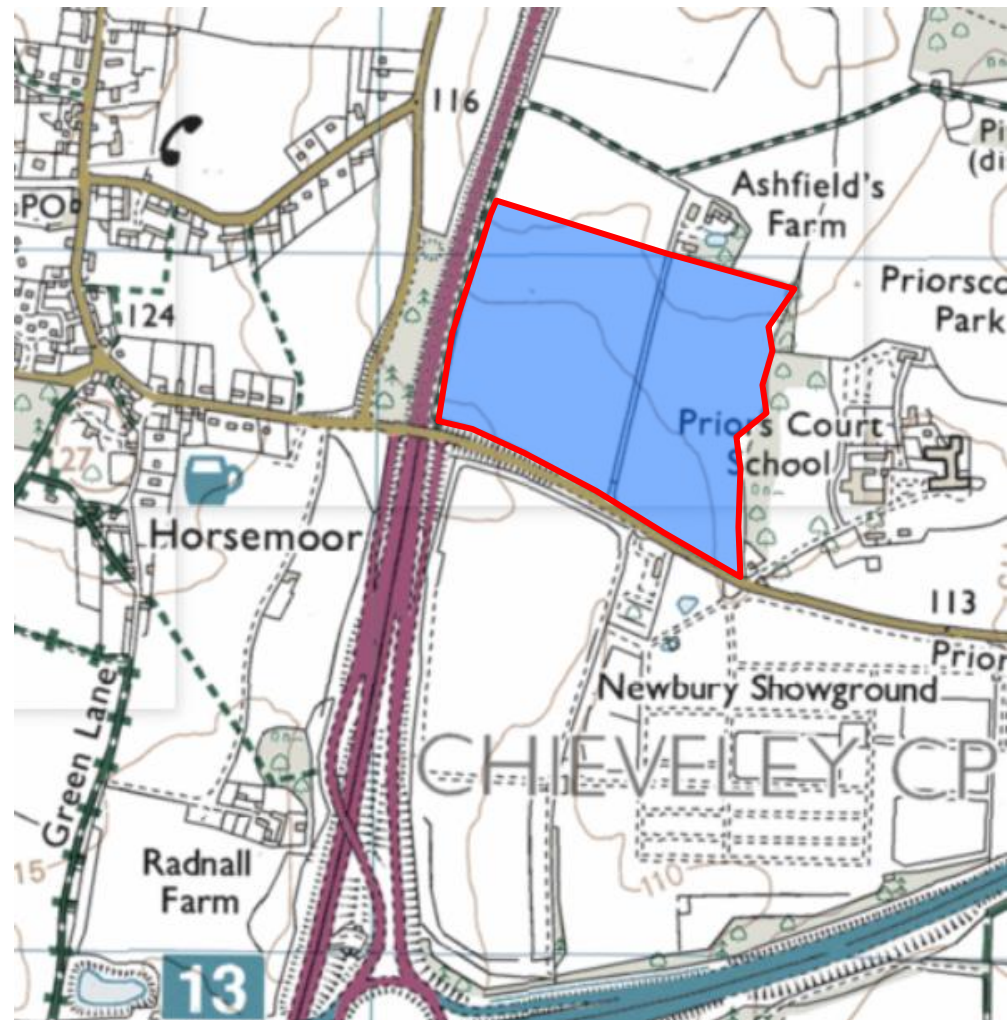 116
PO
124
Ashfield's
Farm
Pi
(di
Priorsco
Park
Priors Court
School
27
Horsemoor
113
Prior
Newbury Showground
CHIEVELEY CP
Green Lane
Radnall
Farm
15
110
13